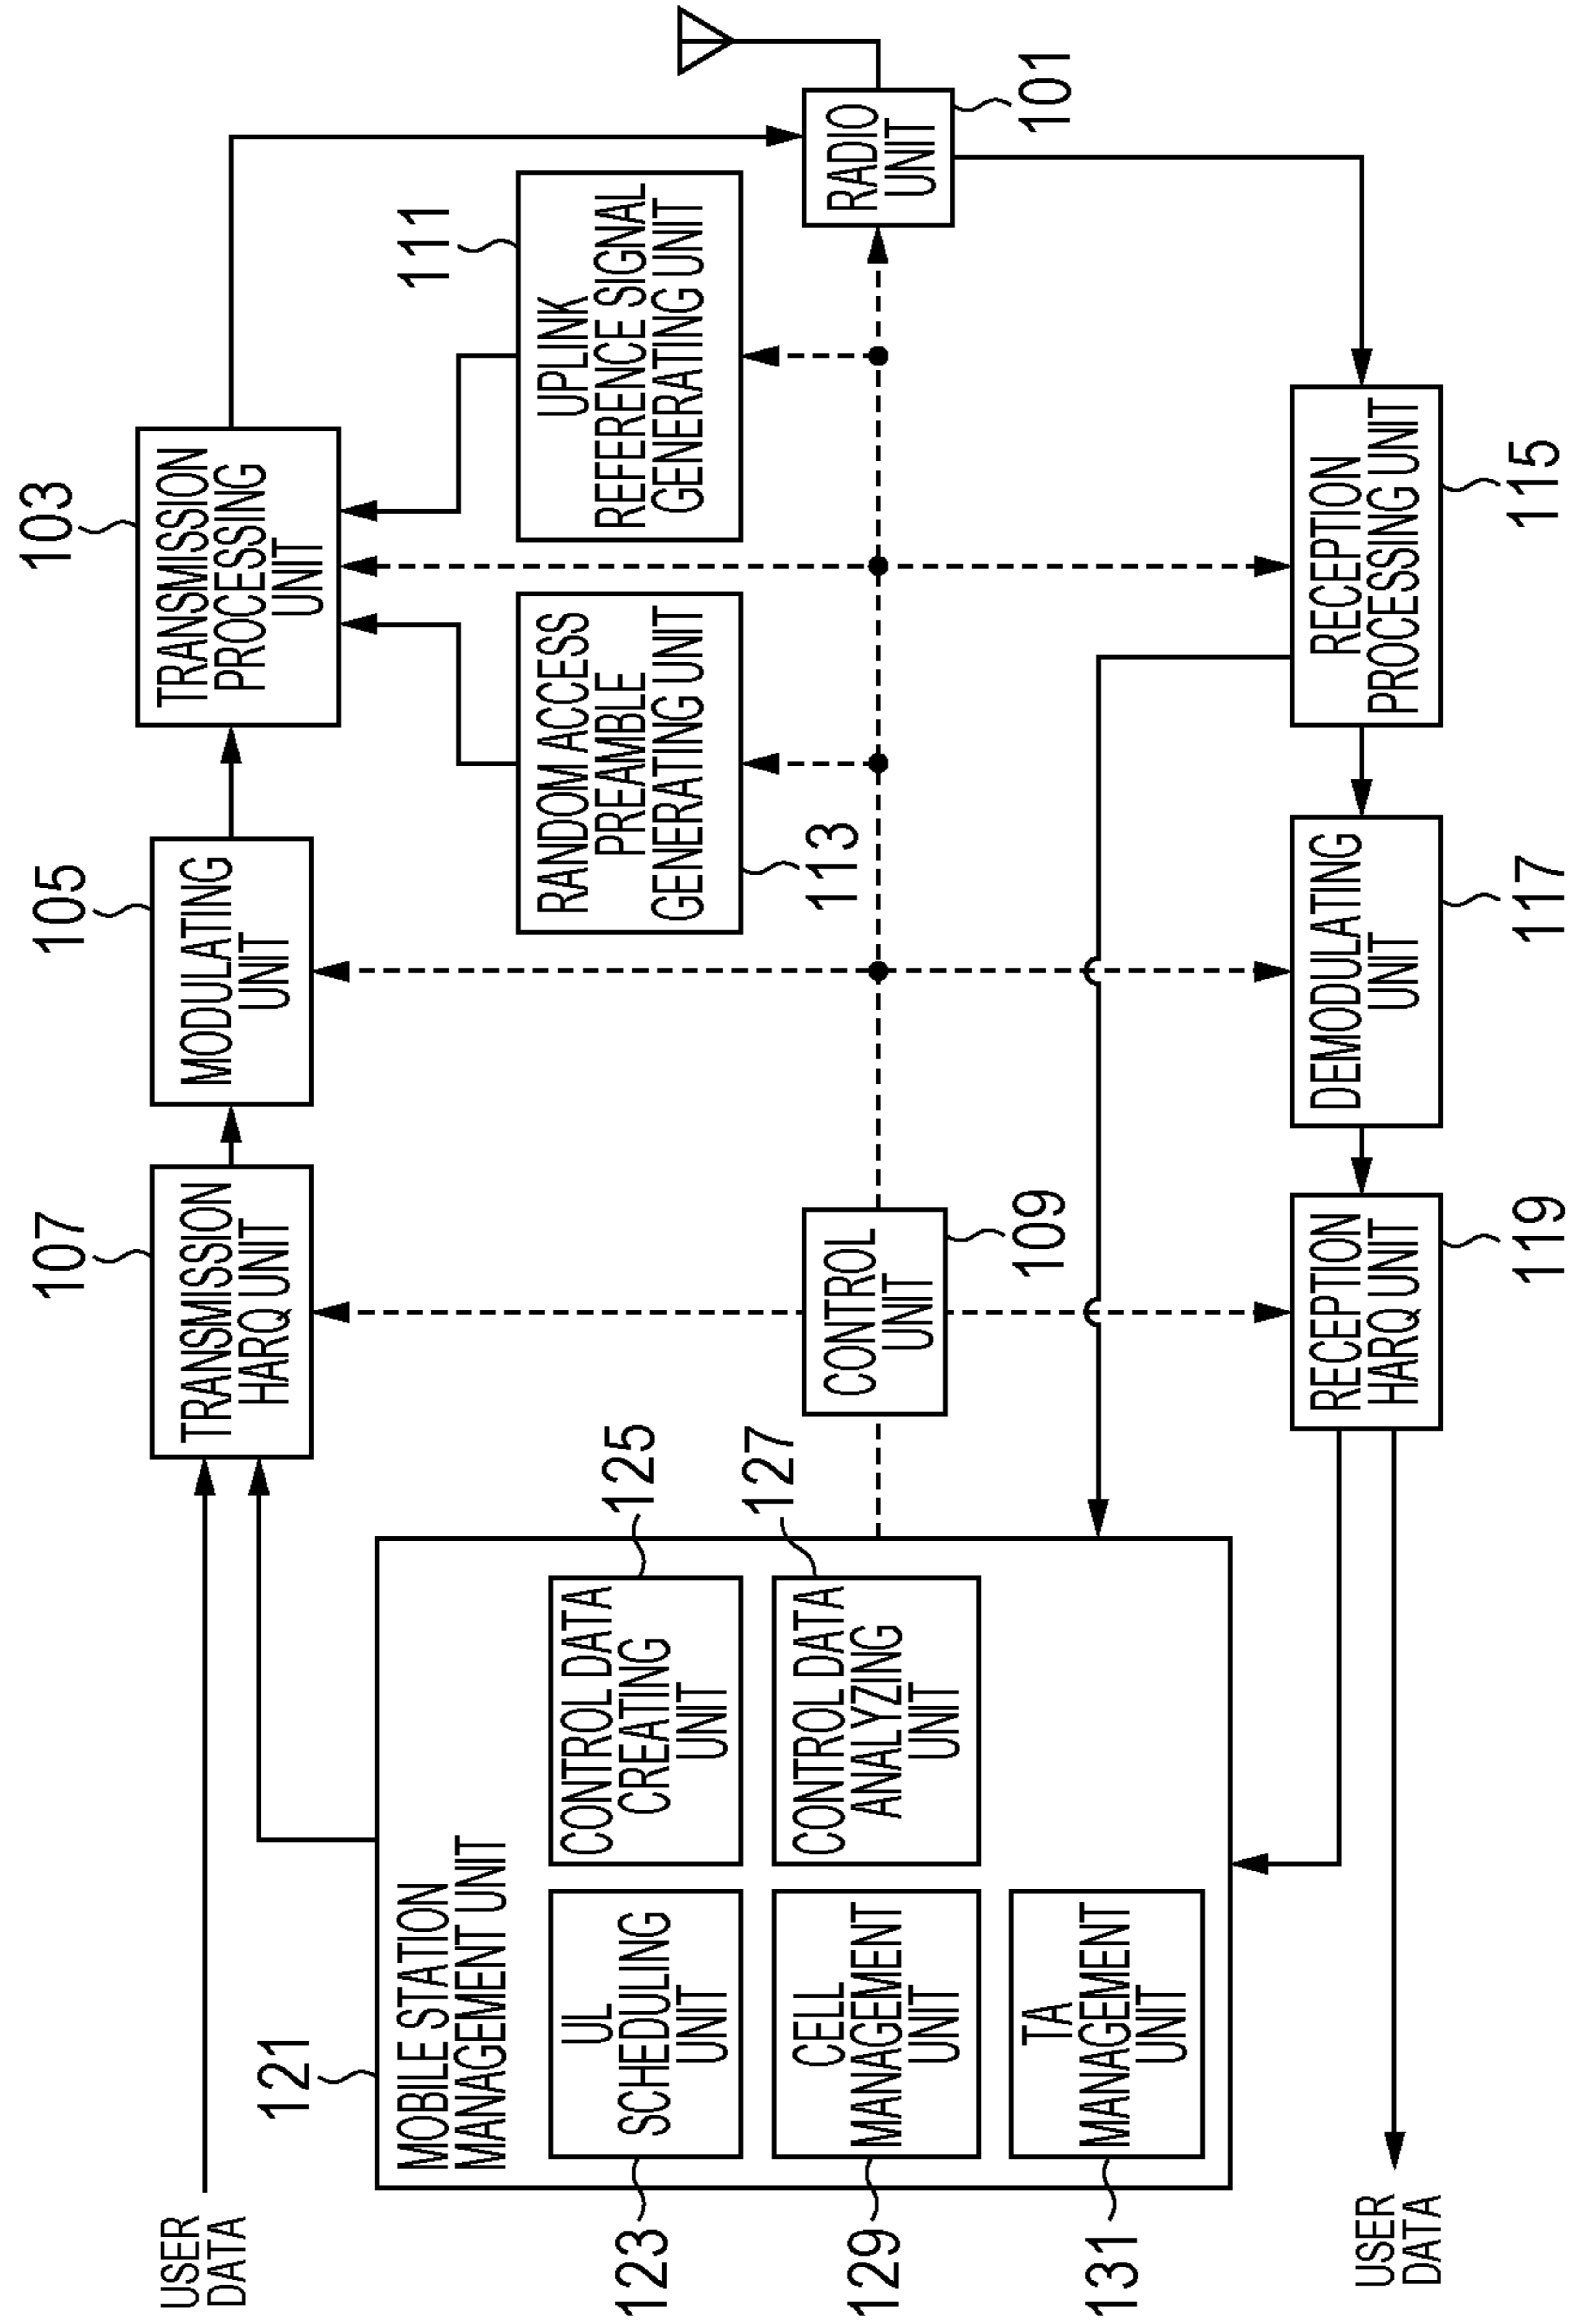 USER
DATA
107
TRANSMISSION
HARQ UNIT
105
MODULATING
UNIT
103
TRANSMISSION
PROCESSING
UNIT
121
MOBILE STATION
MANAGEMENT UNIT
UL
SCHEDULING
UNIT
123
CONTROL DATA
CREATING
UNIT
125
CELL
MANAGEMENT
UNIT
129
CONTROL DATA
ANALYZING
UNIT
127
TA
MANAGEMENT
UNIT
131
CONTROL
UNIT
109
RANDOM ACCESS
PREAMBLE
GENERATING UNIT
113
UPLINK
REFERENCE SIGNAL
GENERATING UNIT
111
RADIO
UNIT
101
USER
DATA
RECEPTION
HARQ UNIT
119
DEMODULATING
UNIT
117
RECEPTION
PROCESSING UNIT
115